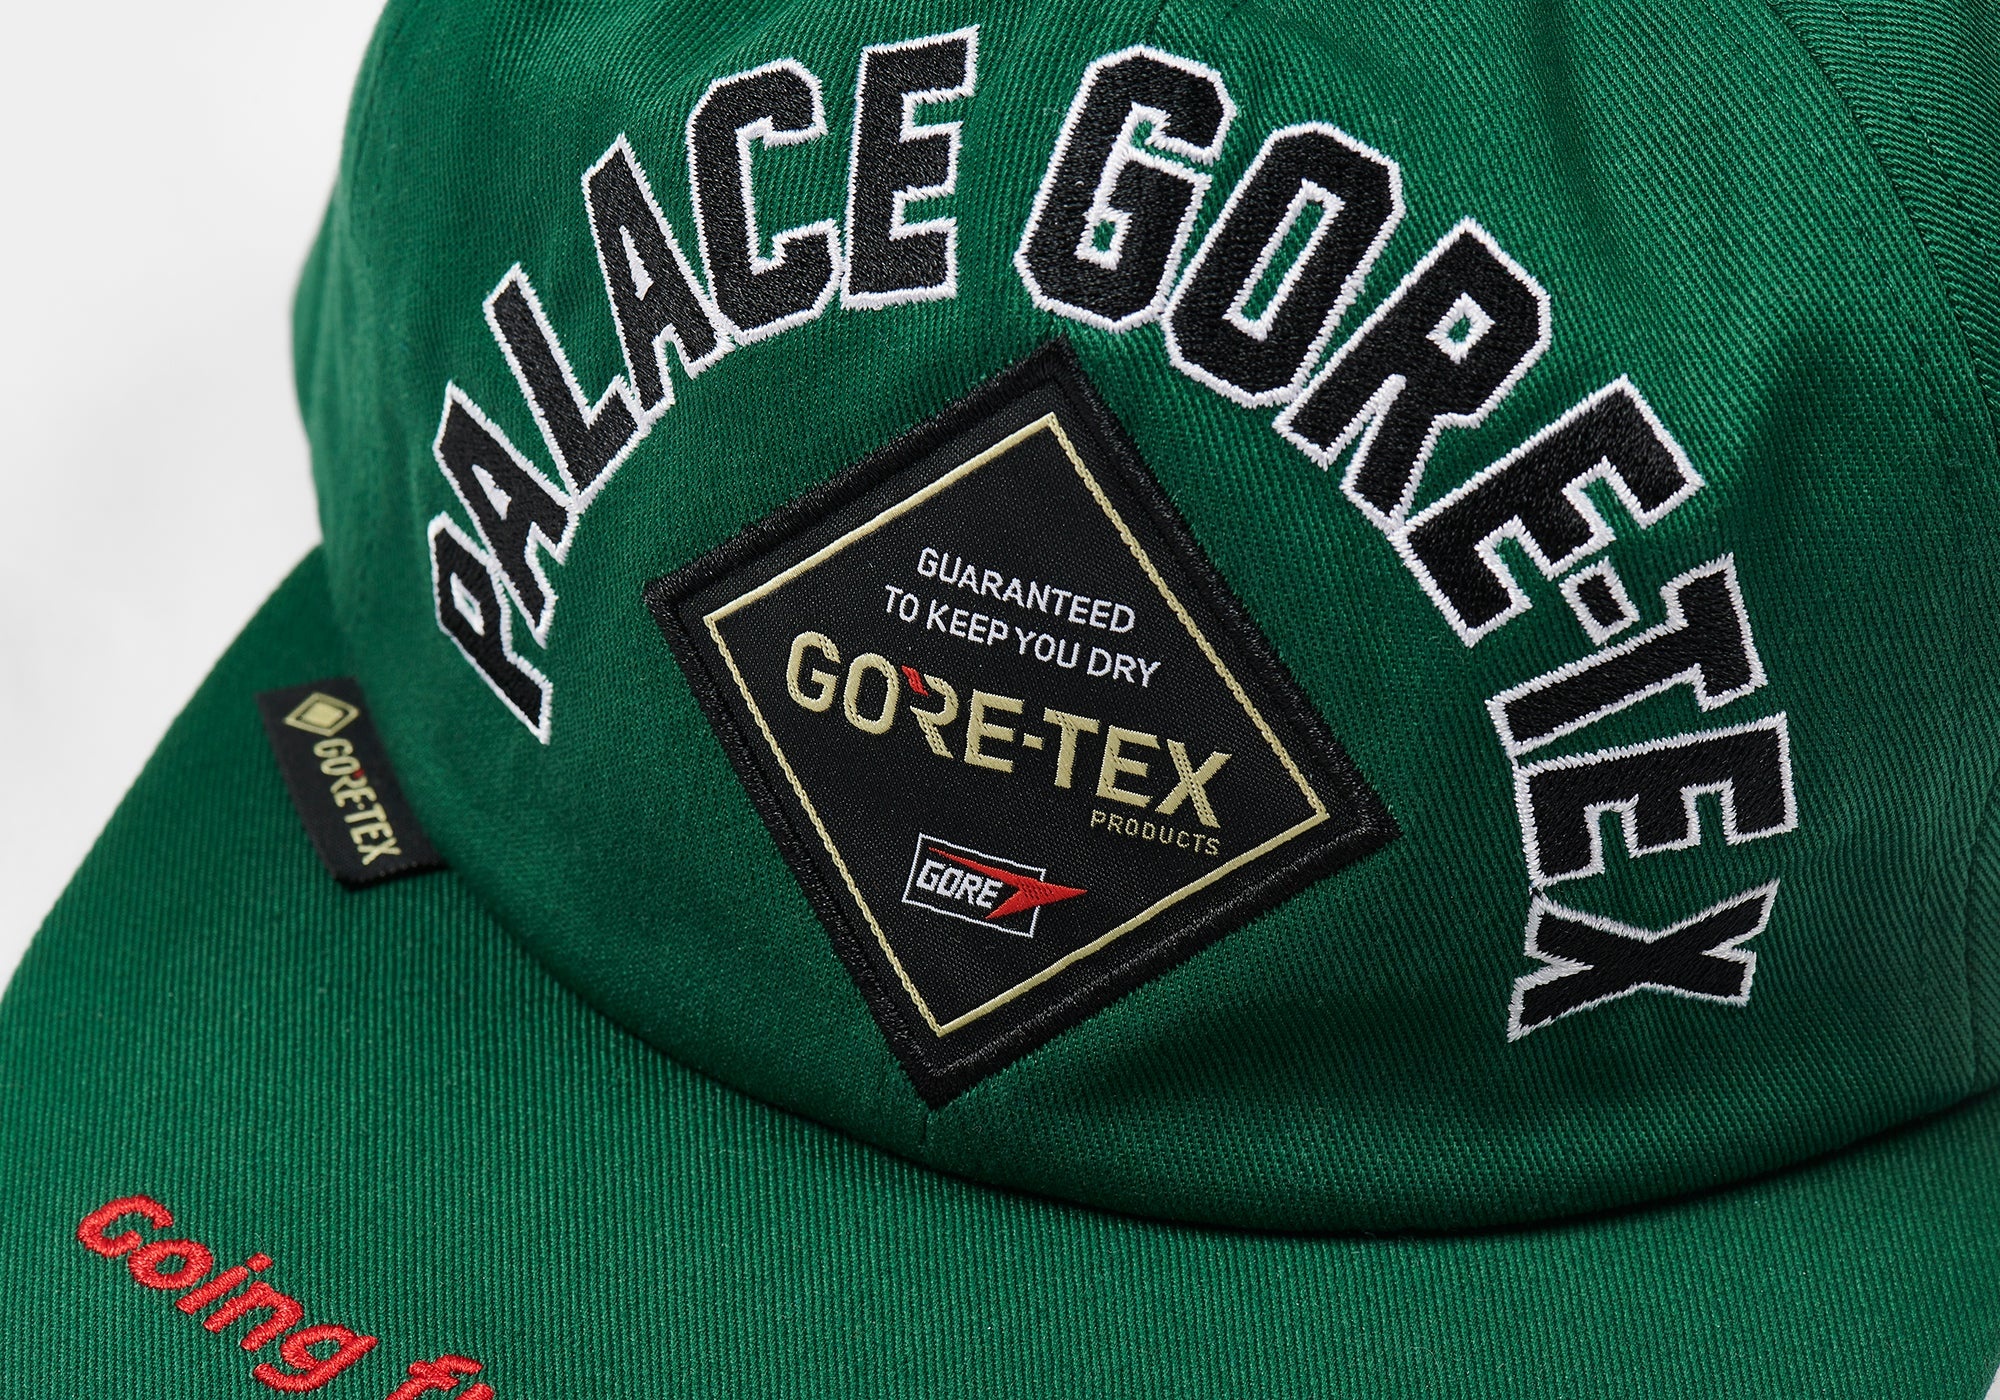 PALACE GORE-TEX
GUARANTEED
TO KEEP YOU DRY
GORE-TEX
PRODUCTS
GORE
GORE-TEX
Going